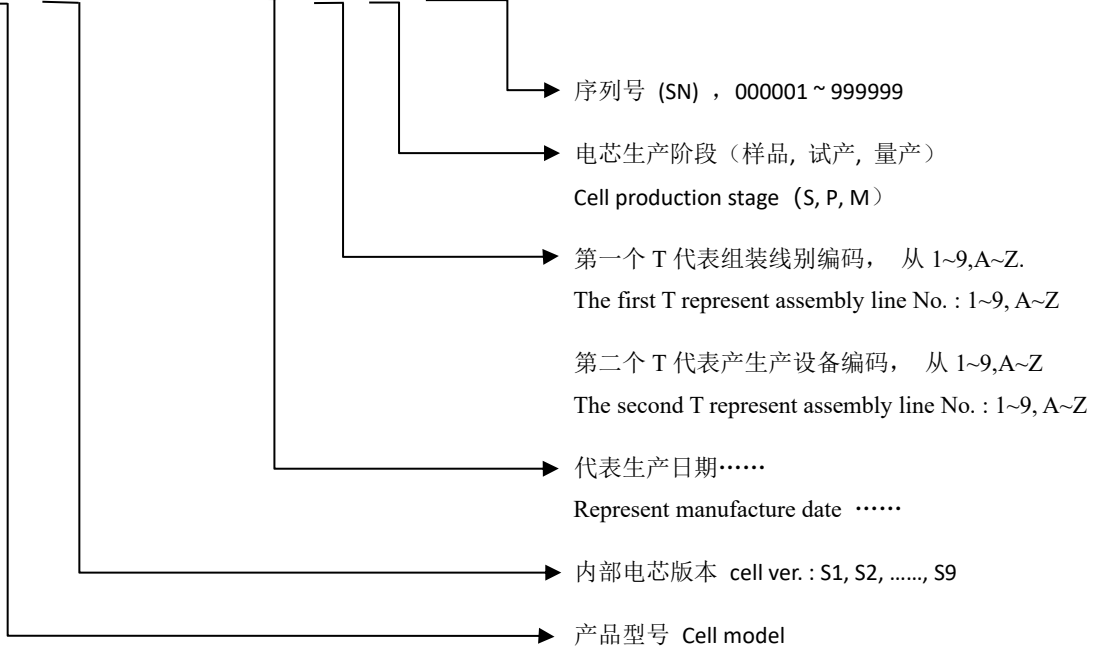 序列号 (SN) ，000001 ~ 999999
电芯生产阶段（样品, 试产, 量产）
Cell production stage（S, P, M）
第一个 T 代表组装线别编码， 从 1~9,A~Z.
The first T represent assembly line No. : 1~9, A~Z
第二个 T 代表产生产设备编码， 从 1~9,A~Z
The second T represent assembly line No. : 1~9, A~Z
代表生产日期……
Represent manufacture date ……
内部电芯版本 cell ver. : S1, S2, ……, S9
产品型号 Cell model